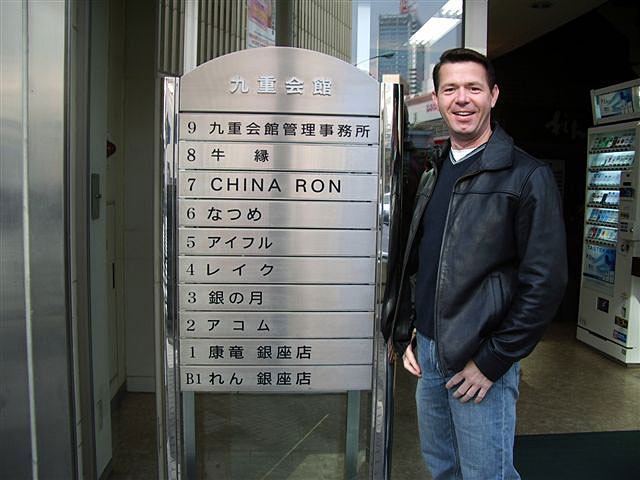 九重会館
9 九重会館管理事務所
8 牛 縁
7 CHINA RON
6 なつめ
5 アイフル
4 レイク
3 銀の月
2 アコム
1 康竜 銀座店
B1 れん 銀座店